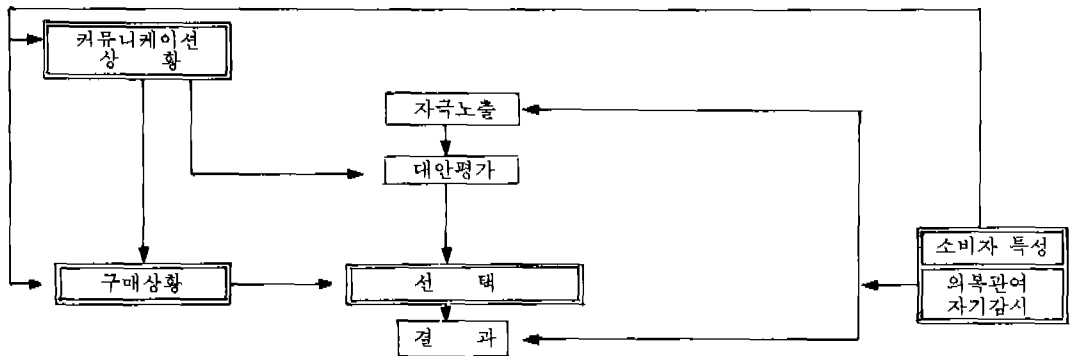 커뮤니케이션
상 황
자극노출
대안평가
소비자 특성
의복관여
자기감시
구매상황
선 택
결 과